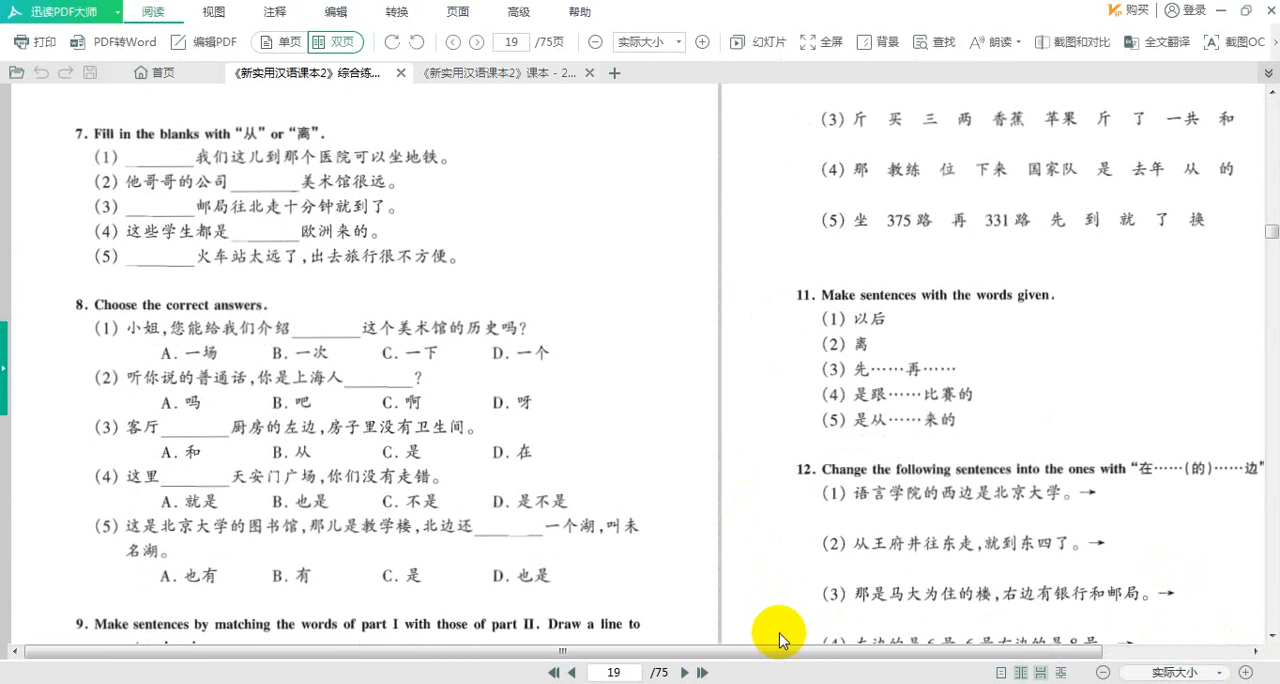 迅读PDF大师 阅读 视图 注释 编辑 转换 页面 高级 帮助 购买 登录
打印 PDF转Word 编辑PDF 单页 双页 19 /75页 实际大小 幻灯片 全屏 背景 查找 朗读 截图和对比 全文翻译 截图OC
首页 《新实用汉语课本2》综合练... 《新实用汉语课本2》课本 - 2...
7. Fill in the blanks with “从” or “离”.
(1) ________我们这儿到那个医院可以坐地铁。
(2) 他哥哥的公司________美术馆很远。
(3) ________邮局往北走十分钟就到了。
(4) 这些学生都是________欧洲来的。
(5) ________火车站太远了,出去旅行很不方便。
8. Choose the correct answers.
(1) 小姐,您能给我们介绍________这个美术馆的历史吗?
A. 一场 B. 一次 C. 一下 D. 一个
(2) 听你说的普通话,你是上海人________?
A. 吗 B. 吧 C. 啊 D. 呀
(3) 客厅________厨房的左边,房子里没有卫生间。
A. 和 B. 从 C. 是 D. 在
(4) 这里________天安门广场,你们没有走错。
A. 就是 B. 也是 C. 不是 D. 是不是
(5) 这是北京大学的图书馆,那儿是教学楼,北边还________一个湖,叫未
名湖。
A. 也有 B. 有 C. 是 D. 也是
9. Make sentences by matching the words of part I with those of part II. Draw a line to
(3) 斤 买 三 两 香蕉 苹果 斤 了 一共 和
(4) 那 教练 位 下来 国家队 是 去年 从 的
(5) 坐 375路 再 331路 先 到 就 了 换
11. Make sentences with the words given.
(1) 以后
(2) 离
(3) 先……再……
(4) 是跟……比赛的
(5) 是从……来的
12. Change the following sentences into the ones with “在……(的)……边”
(1) 语言学院的西边是北京大学。→
(2) 从王府井往东走,就到东四了。→
(3) 那是马大为住的楼,右边有银行和邮局。→
19 /75 实际大小